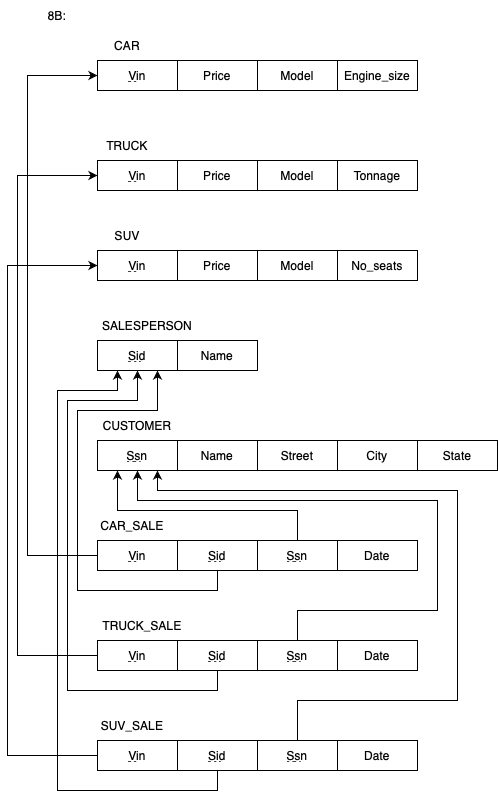 8B:
CAR
Vin Price Model Engine_size
TRUCK
Vin Price Model Tonnage
SUV
Vin Price Model No_seats
SALESPERSON
Sid Name
CUSTOMER
Ssn Name Street City State
CAR_SALE
Vin Sid Ssn Date
TRUCK_SALE
Vin Sid Ssn Date
SUV_SALE
Vin Sid Ssn Date